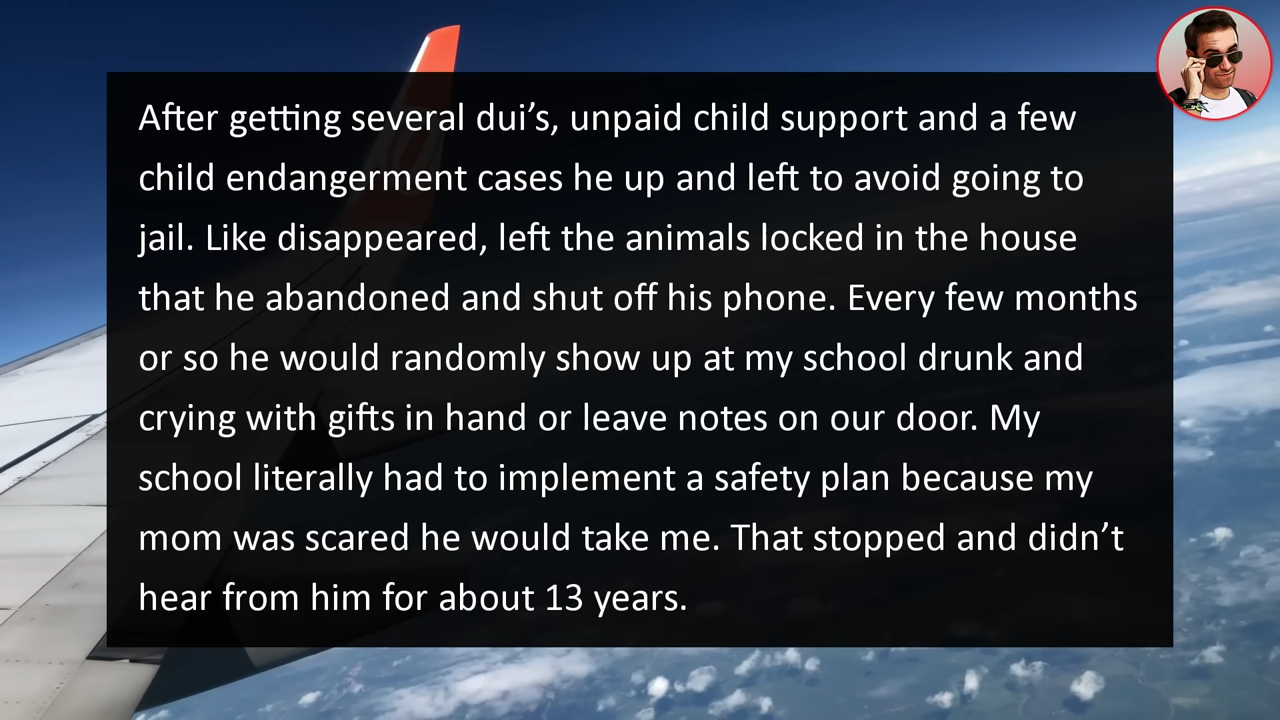 After getting several dui’s, unpaid child support and a few
child endangerment cases he up and left to avoid going to
jail. Like disappeared, left the animals locked in the house
that he abandoned and shut off his phone. Every few months
or so he would randomly show up at my school drunk and
crying with gifts in hand or leave notes on our door. My
school literally had to implement a safety plan because my
mom was scared he would take me. That stopped and didn’t
hear from him for about 13 years.